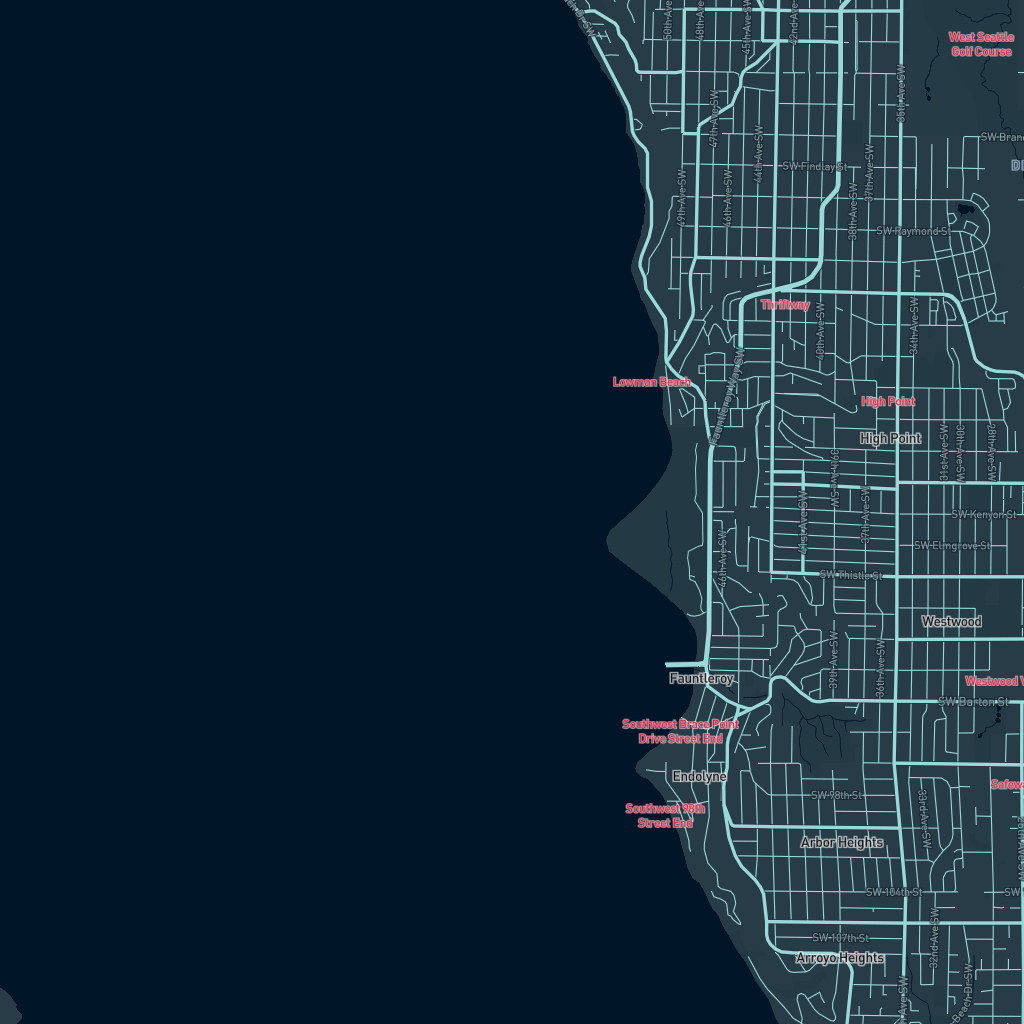 50th Ave SW
48th Ave SW
45th Ave SW
42nd Ave SW
West Seattle
Golf Course
35th Ave SW
47th Ave SW
44th Ave SW
SW Findlay St
37th Ave SW
49th Ave SW
46th Ave SW
38th Ave SW
SW Raymond St
Thriftway
40th Ave SW
34th Ave SW
Lowman Beach
Fauntleroy Way SW
High Point
High Point
31st Ave SW
30th Ave SW
28th Ave SW
36th Ave SW
37th Ave SW
41st Ave SW
SW Kenyon St
SW Elmgrove St
46th Ave SW
SW Thistle St
Westwood
39th Ave SW
36th Ave SW
Fauntleroy
Westwood V
SW Barton St
Southwest Brace Point
Drive Street End
Endolyne
SW 98th St
33rd Ave SW
Southwest 98th
Street End
Arbor Heights
SW 104th St
SW
32nd Ave SW
SW 107th St
Arroyo Heights
Beach Dr SW